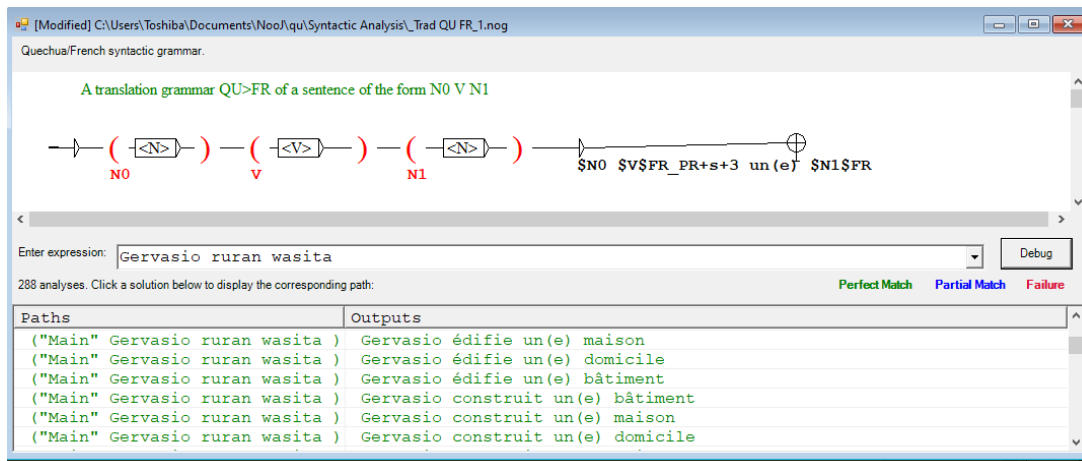 [Modified] C:\Users\Toshiba\Documents\NooJ\qu\Syntactic Analysis\_Trad QU FR_1.nog
Quechua/French syntactic grammar.
A translation grammar QU>FR of a sentence of the form N0 V N1
( <N> ) ( <V> ) ( <N> )
N0 V N1 $N0 $V$FR_PR+s+3 un(e) $N1$FR
Enter expression: Gervasio ruran wasita Debug
288 analyses. Click a solution below to display the corresponding path: Perfect Match Partial Match Failure
Paths Outputs
("Main" Gervasio ruran wasita ) Gervasio édifie un(e) maison
("Main" Gervasio ruran wasita ) Gervasio édifie un(e) domicile
("Main" Gervasio ruran wasita ) Gervasio édifie un(e) bâtiment
("Main" Gervasio ruran wasita ) Gervasio construit un(e) bâtiment
("Main" Gervasio ruran wasita ) Gervasio construit un(e) maison
("Main" Gervasio ruran wasita ) Gervasio construit un(e) domicile